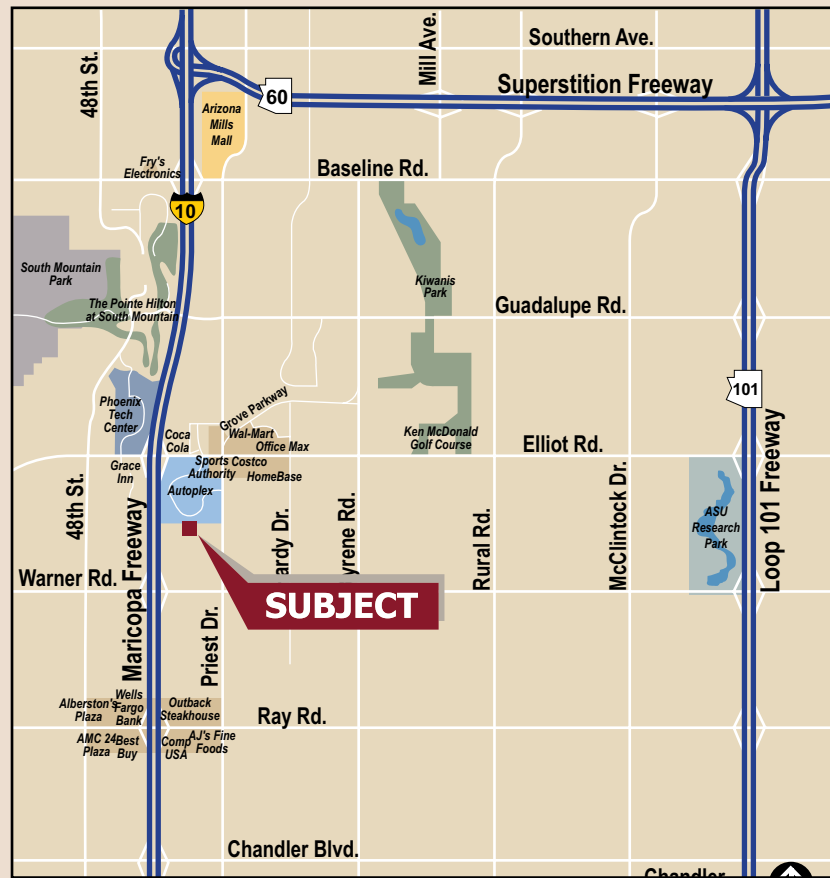 Southern Ave.
Mill Ave.
48th St.
Superstition Freeway
60
Arizona
Mills
Mall
Fry's
Electronics
Baseline Rd.
10
South Mountain
Park
The Pointe Hilton
at South Mountain
Kiwanis
Park
Guadalupe Rd.
101
Phoenix
Tech
Center
Grove Parkway
Coca
Cola
Wal-Mart
Office Max
Ken McDonald
Golf Course
Elliot Rd.
Grace
Inn
Sports
Authority
Costco
HomeBase
Autoplex
48th St.
Maricopa Freeway
ardy Dr.
yrene Rd.
Rural Rd.
McClintock Dr.
ASU
Research
Park
Loop 101 Freeway
Warner Rd.
SUBJECT
Priest Dr.
Alberston's
Plaza
Wells
Fargo
Bank
Outback
Steakhouse
Ray Rd.
AMC 24
Plaza
Best
Buy
Comp
USA
AJ's Fine
Foods
Chandler Blvd.
Chandler